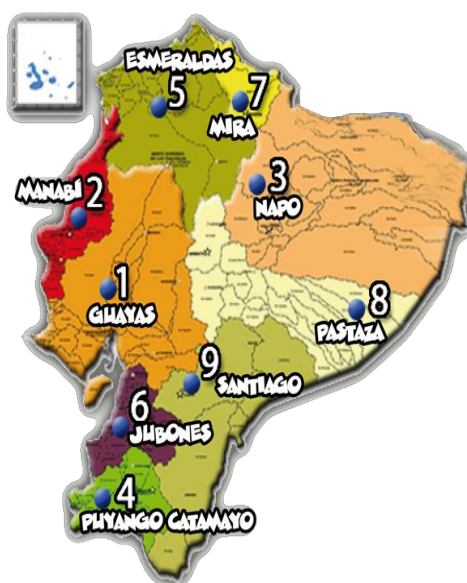 ESMERALDAS
5
7
MIRA
3
NAPO
MANABÍ
2
1
GUAYAS
8
PASTAZA
9
SANTIAGO
6
JUBONES
4
PUYANGO CATAMAYO